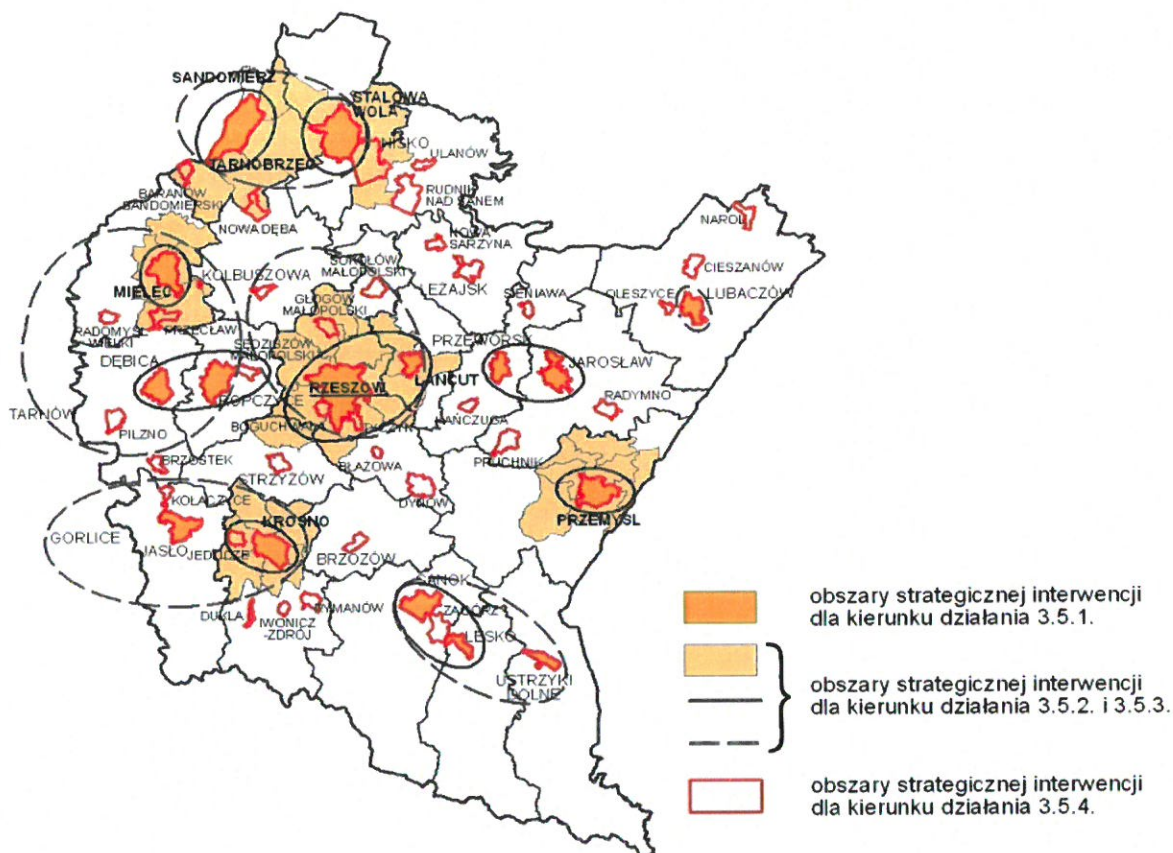 SANDOMIERZ
STALOWA
WOLA
NISKO
ULANÓW
TARNOBRZEG
RUDNIK
NAD SANEM
BARANÓW
SANDOMIERSKI
NOWA DĘBA
NAROL
NOWA
SARZYNA
CIESZANÓW
SOKOŁÓW
MAŁOPOLSKI
KOLBUSZOWA
LEŻAJSK
MIELEC
GŁOGÓW
MAŁOPOLSKI
SIENIAWA
OLESZYCE
LUBACZÓW
RADOMYŚL
WIELKI
PRZECŁAW
SĘDZISZÓW
MAŁOPOLSKI
PRZEWORSK
DĘBICA
JAROSŁAW
RZESZÓW
ŁAŃCUT
ROPCZYCE
RADYMNO
TARNÓW
KAŃCZUGA
PILZNO
BOGUCHWAŁA
TYCZYN
PRUCHNIK
BRZOSTEK
BŁAŻOWA
STRZYŻÓW
DYNÓW
KOŁACZYCE
PRZEMYŚL
KROSNO
GORLICE
JASŁO
JEDLICZE
BRZOZÓW
SANOK
ZAGÓRZ
DUKLA
IWONICZ
-ZDRÓJ
RYMANÓW
LESKO
USTRZYKI
DOLNE
obszary strategicznej interwencji
dla kierunku działania 3.5.1.
obszary strategicznej interwencji
dla kierunku działania 3.5.2. i 3.5.3.
obszary strategicznej interwencji
dla kierunku działania 3.5.4.